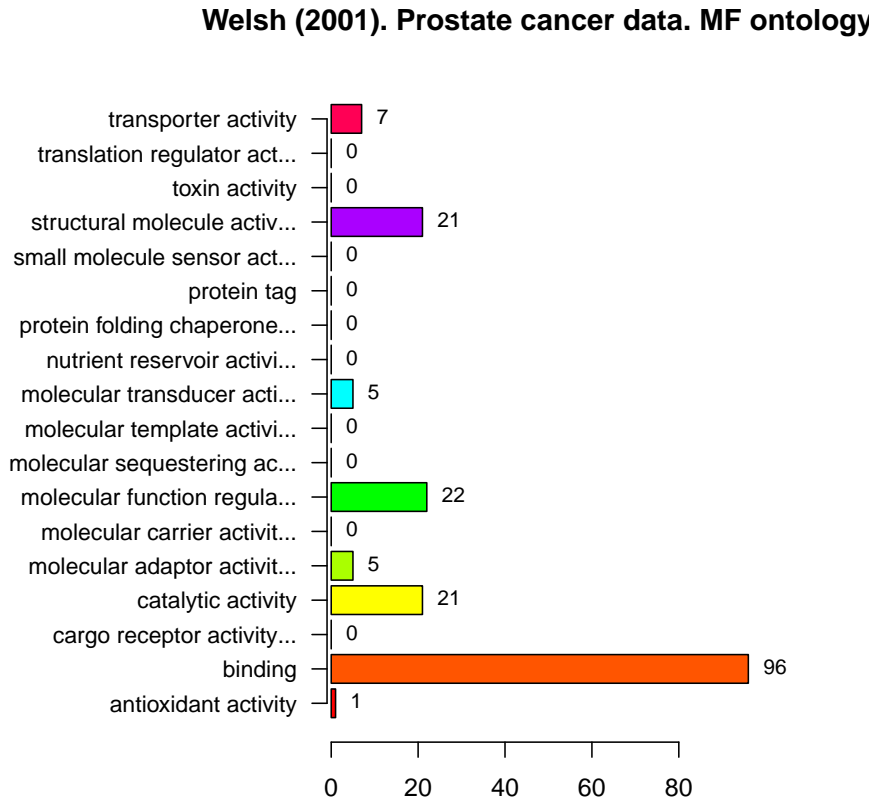 Welsh (2001). Prostate cancer data. MF ontology
transporter activity 7
translation regulator act... 0
toxin activity 0
structural molecule activ... 21
small molecule sensor act... 0
protein tag 0
protein folding chaperone... 0
nutrient reservoir activi... 0
molecular transducer acti... 5
molecular template activi... 0
molecular sequestering ac... 0
molecular function regula... 22
molecular carrier activit... 0
molecular adaptor activit... 5
catalytic activity 21
cargo receptor activity... 0
binding 96
antioxidant activity 1
0 20 40 60 80